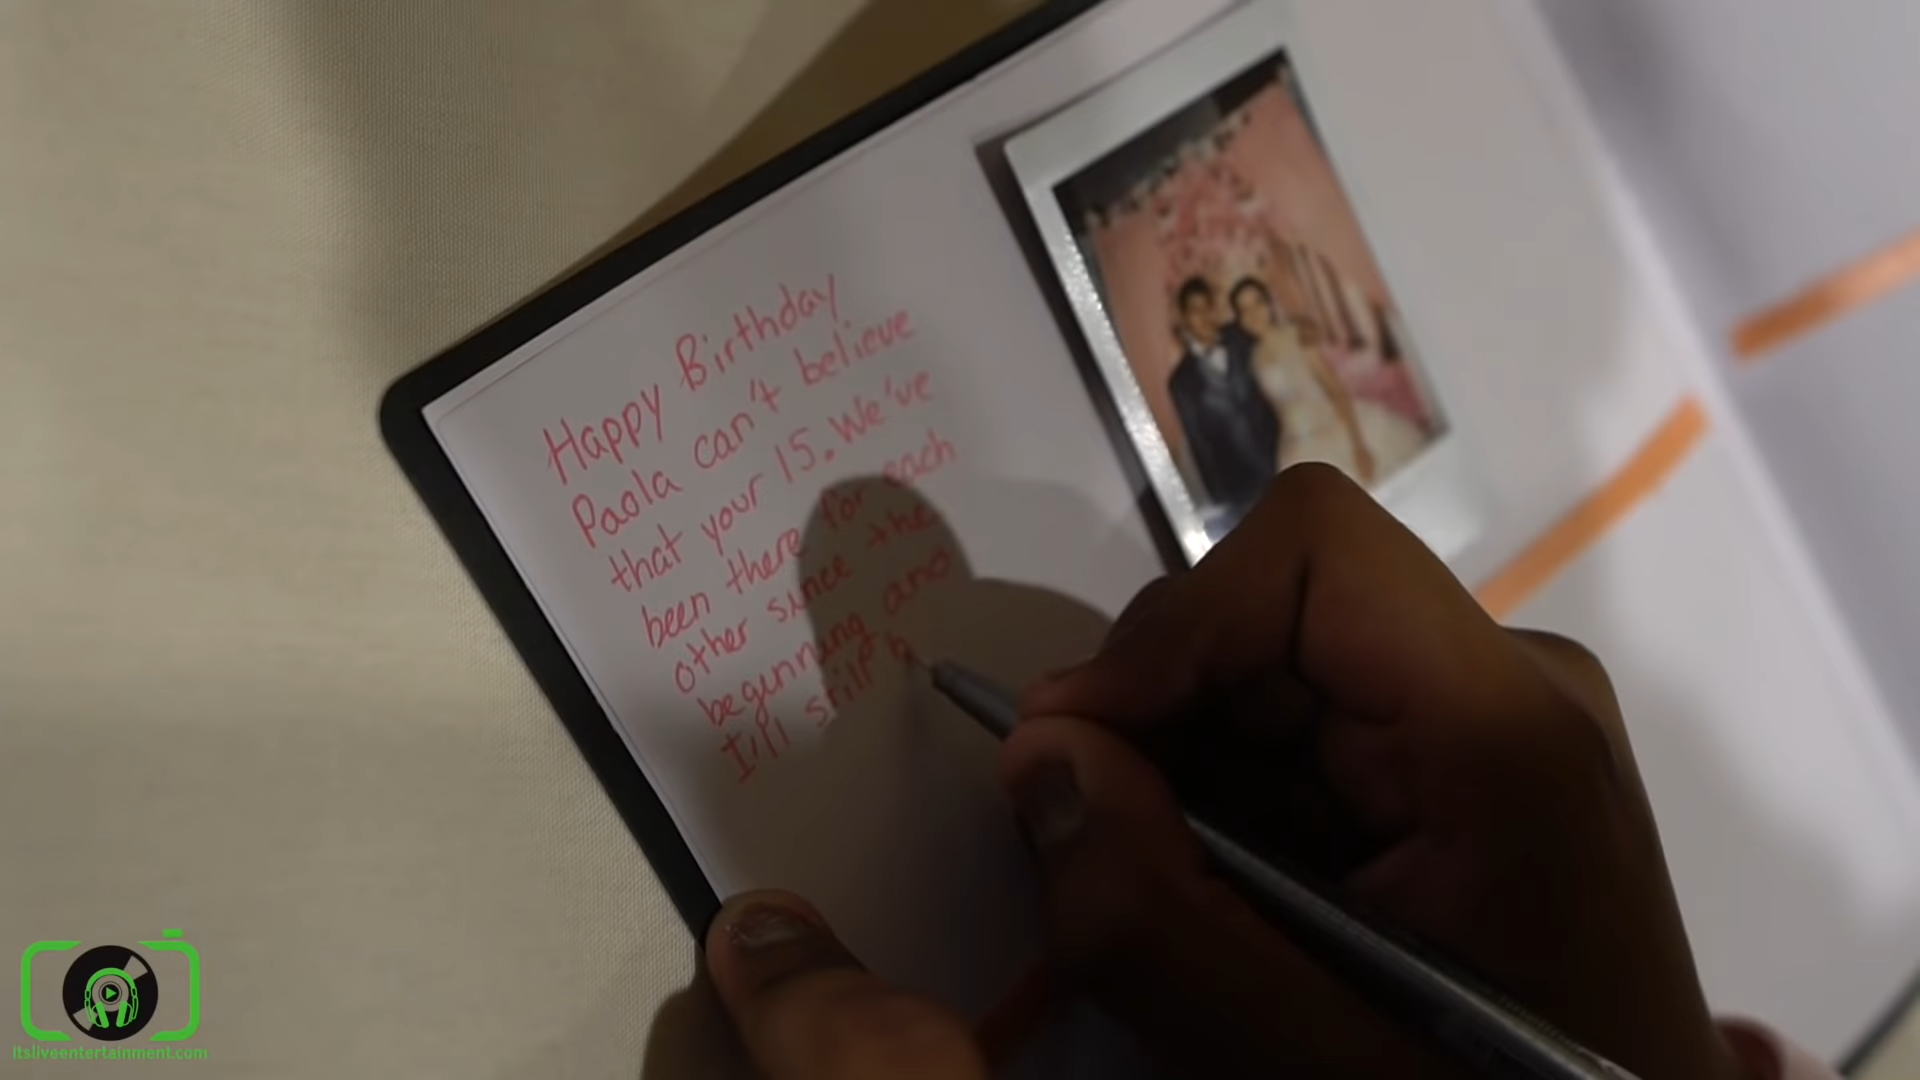 Happy Birthday
Paola can't believe
that your 15. We've
been there for each
other since the
beginning and
I'll still
itsliveentertainment.com